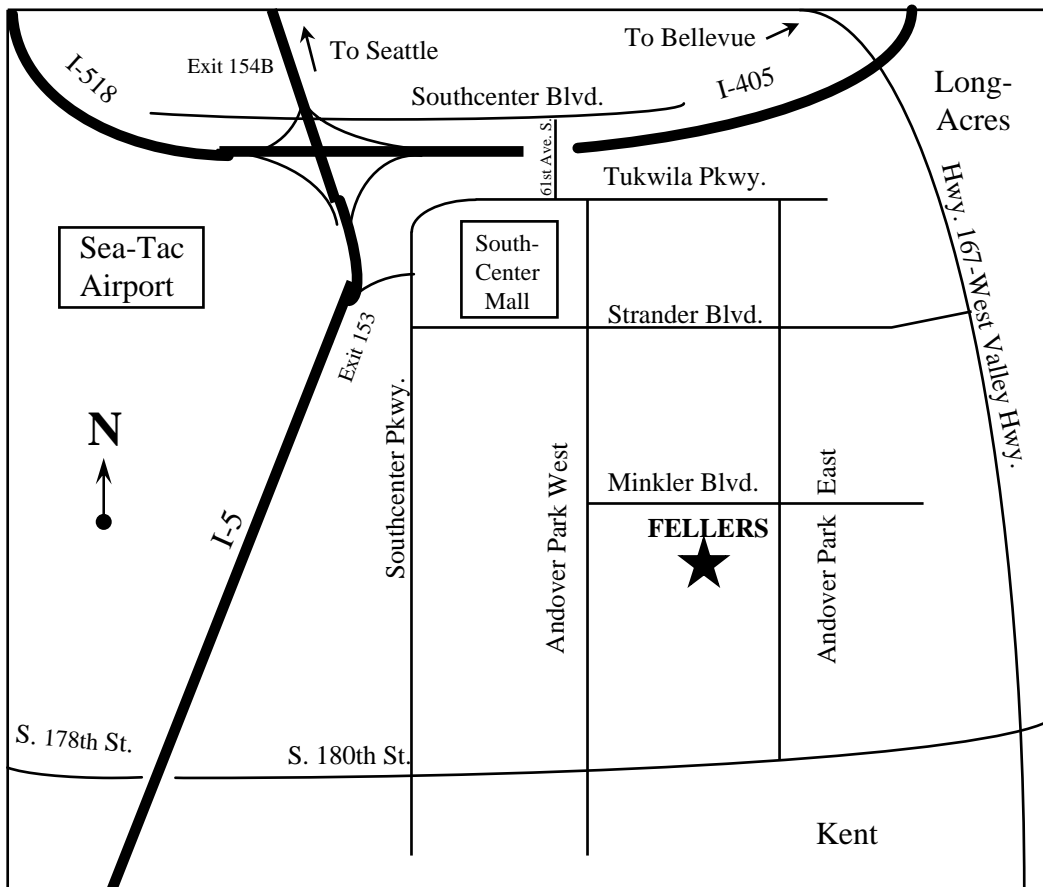 To Seattle
To Bellevue
Exit 154B
I-518
I-405
Long-
Acres
Southcenter Blvd.
61st Ave. S.
Tukwila Pkwy.
Sea-Tac
Airport
South-
Center
Mall
Hwy. 167-West Valley Hwy.
Strander Blvd.
Exit 153
N
Southcenter Pkwy.
Andover Park West
Minkler Blvd.
Andover Park East
I-5
FELLERS
S. 178th St.
S. 180th St.
Kent